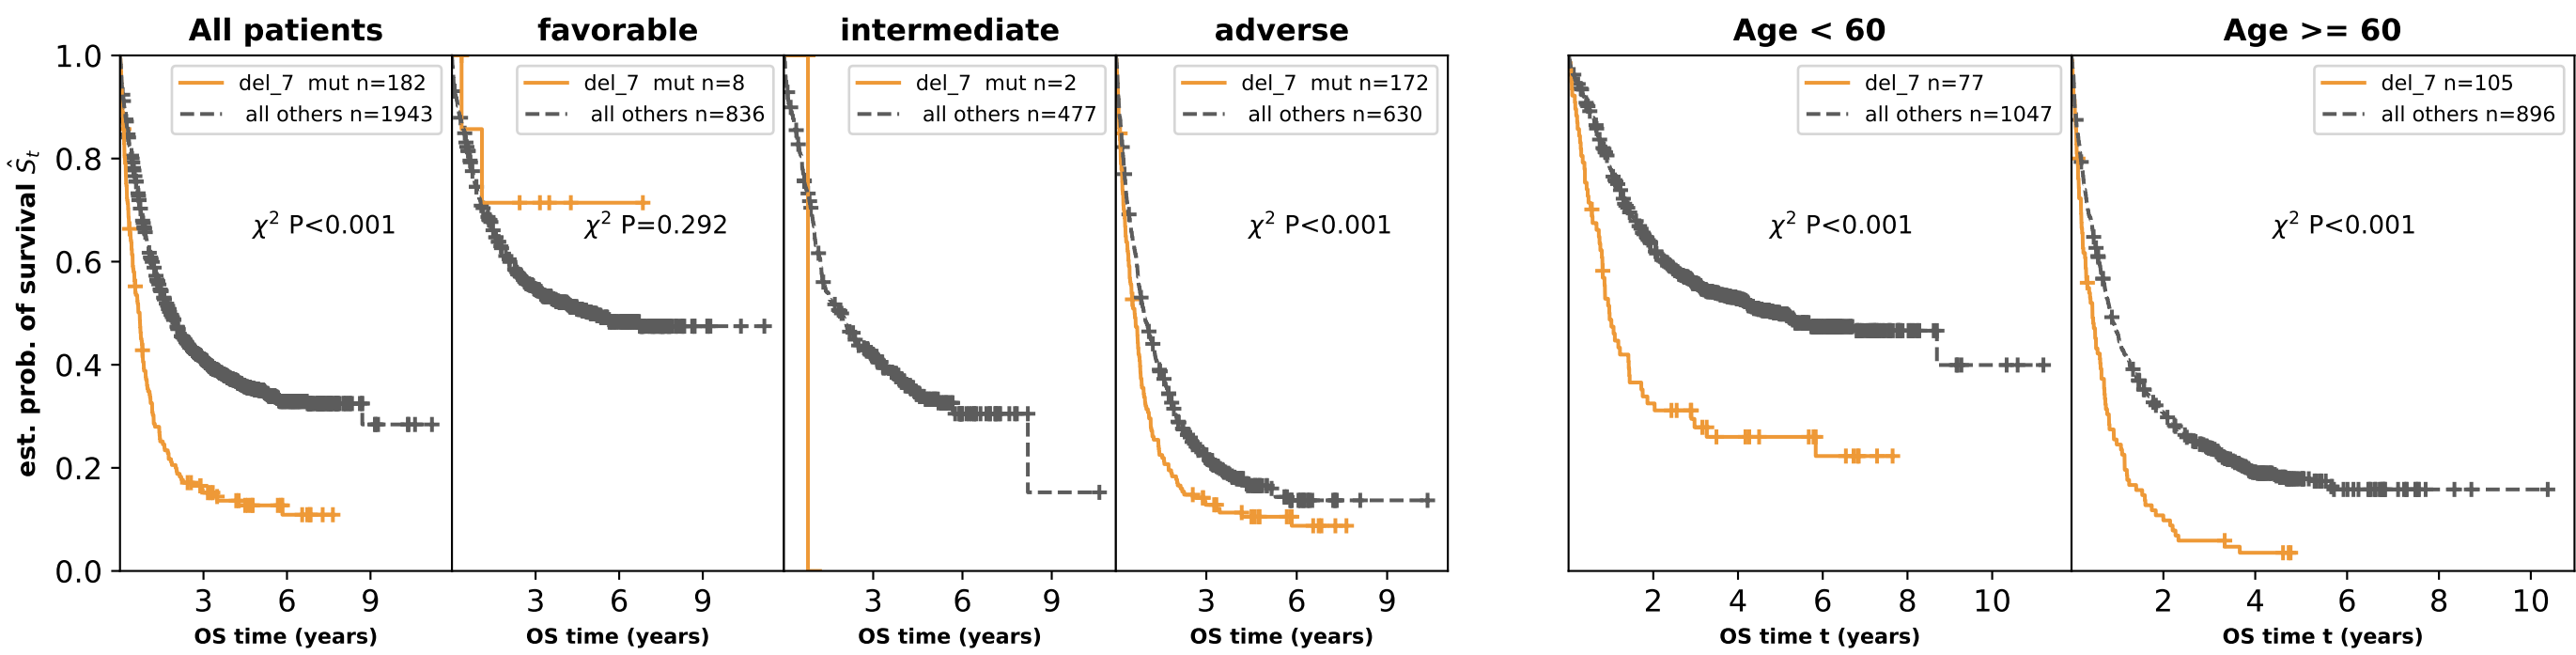 All patients
favorable
intermediate
adverse
Age < 60
Age >= 60
est. prob. of survival Ŝ_t
1.0
0.8
0.6
0.4
0.2
0.0
del_7 mut n=182
all others n=1943
χ² P<0.001
3 6 9
OS time (years)
del_7 mut n=8
all others n=836
χ² P=0.292
3 6 9
OS time (years)
del_7 mut n=2
all others n=477
3 6 9
OS time (years)
del_7 mut n=172
all others n=630
χ² P<0.001
3 6 9
OS time (years)
del_7 n=77
all others n=1047
χ² P<0.001
2 4 6 8 10
OS time t (years)
del_7 n=105
all others n=896
χ² P<0.001
2 4 6 8 10
OS time t (years)